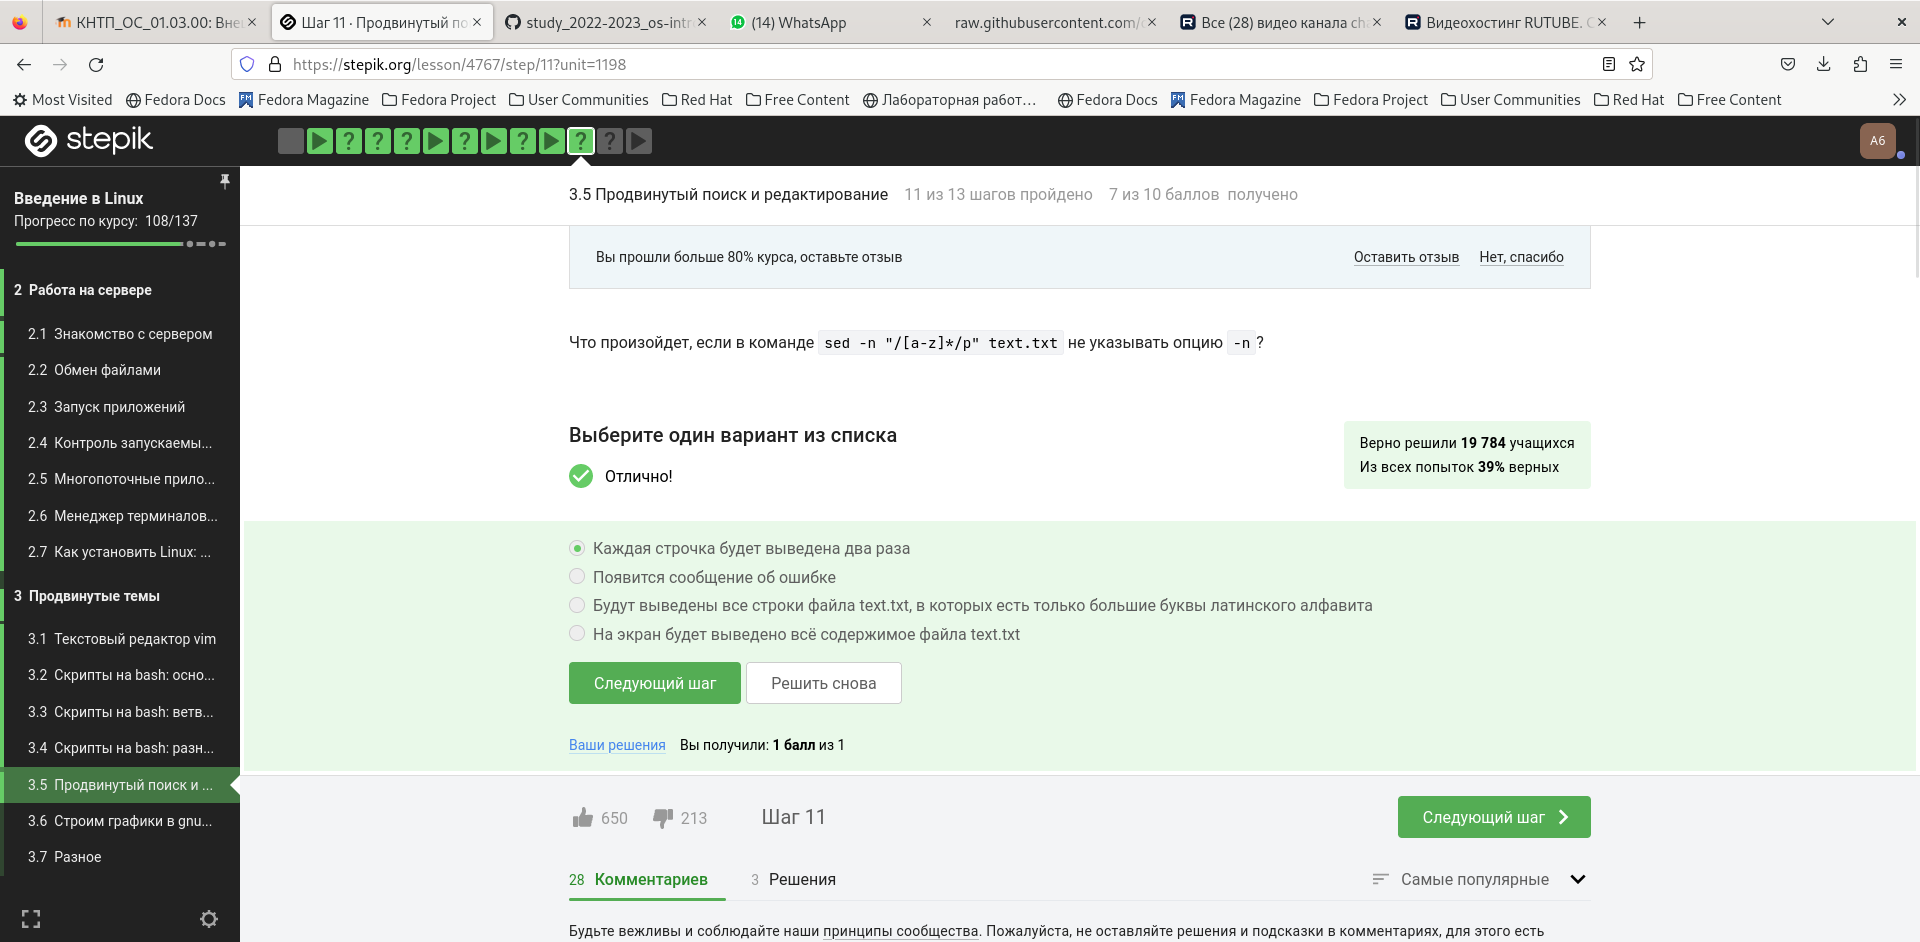 КНТП_ОС_01.03.00: Вне
Шаг 11 · Продвинутый по
study_2022-2023_os-intr
(14) WhatsApp
raw.githubusercontent.com/
Все (28) видео канала ch
Видеохостинг RUTUBE. С
https://stepik.org/lesson/4767/step/11?unit=1198
Most Visited Fedora Docs Fedora Magazine Fedora Project User Communities Red Hat Free Content Лабораторная работ… Fedora Docs Fedora Magazine Fedora Project User Communities Red Hat Free Content
stepik
А6
Введение в Linux
Прогресс по курсу: 108/137
2 Работа на сервере
2.1 Знакомство с сервером
2.2 Обмен файлами
2.3 Запуск приложений
2.4 Контроль запускаемы...
2.5 Многопоточные прило...
2.6 Менеджер терминалов...
2.7 Как установить Linux: ...
3 Продвинутые темы
3.1 Текстовый редактор vim
3.2 Скрипты на bash: осно...
3.3 Скрипты на bash: ветв...
3.4 Скрипты на bash: разн...
3.5 Продвинутый поиск и ...
3.6 Строим графики в gnu...
3.7 Разное
3.5 Продвинутый поиск и редактирование 11 из 13 шагов пройдено 7 из 10 баллов получено
Вы прошли больше 80% курса, оставьте отзыв Оставить отзыв Нет, спасибо
Что произойдет, если в команде sed -n "/[a-z]*/p" text.txt не указывать опцию -n?
Выберите один вариант из списка
Отлично!
Верно решили 19 784 учащихся
Из всех попыток 39% верных
Каждая строчка будет выведена два раза
Появится сообщение об ошибке
Будут выведены все строки файла text.txt, в которых есть только большие буквы латинского алфавита
На экран будет выведено всё содержимое файла text.txt
Следующий шаг Решить снова
Ваши решения Вы получили: 1 балл из 1
650 213 Шаг 11 Следующий шаг
28 Комментариев 3 Решения Самые популярные
Будьте вежливы и соблюдайте наши принципы сообщества. Пожалуйста, не оставляйте решения и подсказки в комментариях, для этого есть